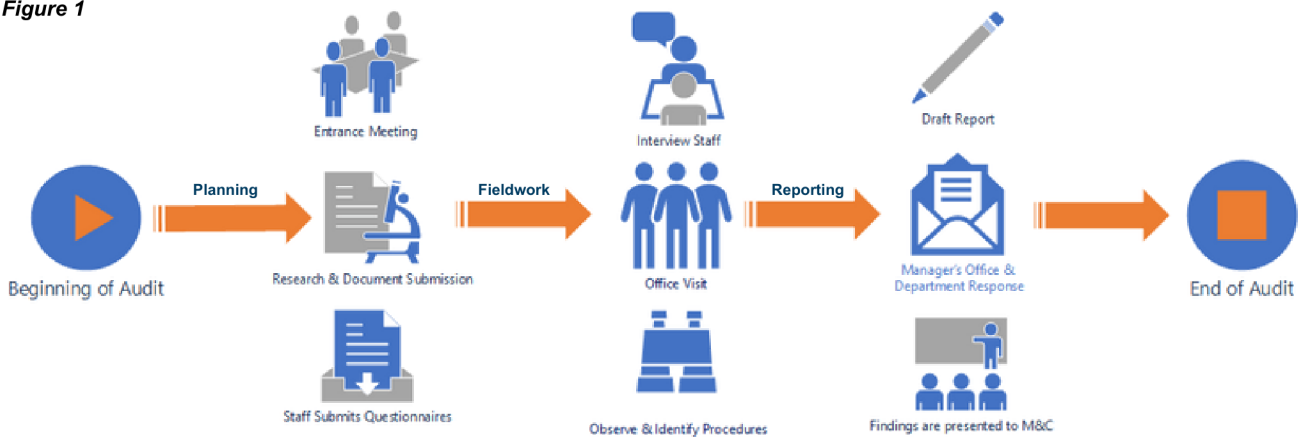 Figure 1
Entrance Meeting
Interview Staff
Draft Report
Planning
Fieldwork
Reporting
Beginning of Audit
Research & Document Submission
Office Visit
Manager's Office &
Department Response
End of Audit
Staff Submits Questionnaires
Observe & Identify Procedures
Findings are presented to M&C